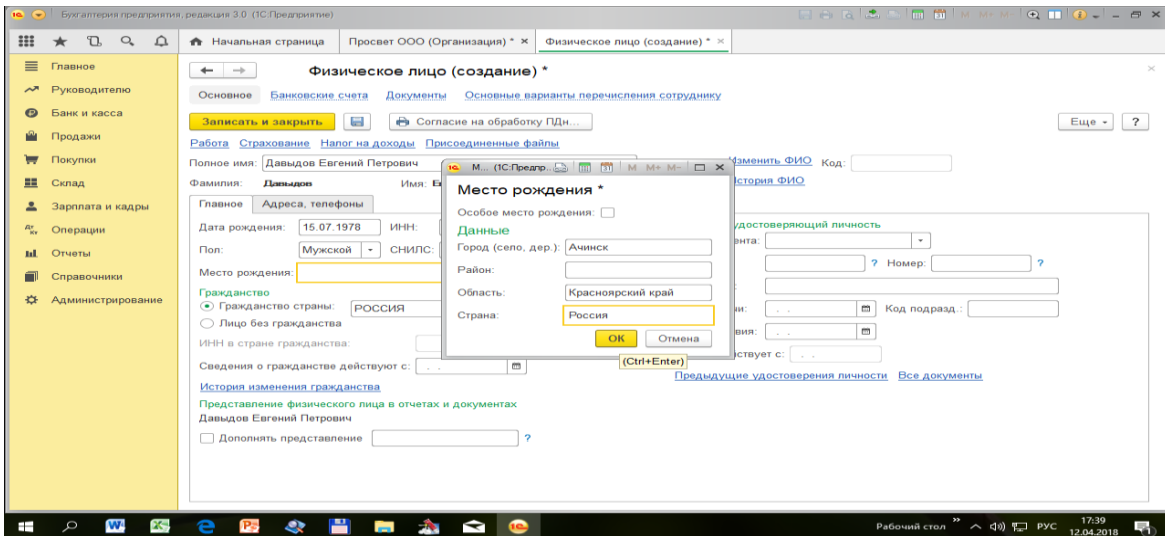 Бухгалтерия предприятия, редакция 3.0 (1С:Предприятие) M M+ M-
Начальная страница Просвет ООО (Организация) * × Физическое лицо (создание) * ×
Главное
Руководителю
Банк и касса
Продажи
Покупки
Склад
Зарплата и кадры
Операции
Отчеты
Справочники
Администрирование
Физическое лицо (создание) *
Основное Банковские счета Документы Основные варианты перечисления сотруднику
Записать и закрыть Согласие на обработку ПДн... Еще ?
Работа Страхование Налог на доходы Присоединенные файлы
Полное имя: Давыдов Евгений Петрович Изменить ФИО Код:
Фамилия: Давыдов Имя: История ФИО
Главное Адреса, телефоны
Дата рождения: 15.07.1978 ИНН:
Пол: Мужской СНИЛС:
Место рождения:
Гражданство
Гражданство страны: РОССИЯ
Лицо без гражданства
ИНН в стране гражданства:
Сведения о гражданстве действуют с: . .
История изменения гражданства
Представление физического лица в отчетах и документах
Давыдов Евгений Петрович
Дополнять представление ?
М... (1С:Предпр... M M+ M-
Место рождения *
Особое место рождения:
Данные
Город (село, дер.): Ачинск
Район:
Область: Красноярский край
Страна: Россия
ОК Отмена
(Ctrl+Enter)
удостоверяющий личность
ента:
? Номер: ?
чи: . . Код подразд.:
вия: . .
ствует с: . .
Предыдущие удостоверения личности Все документы
Рабочий стол РУС 17:39
12.04.2018